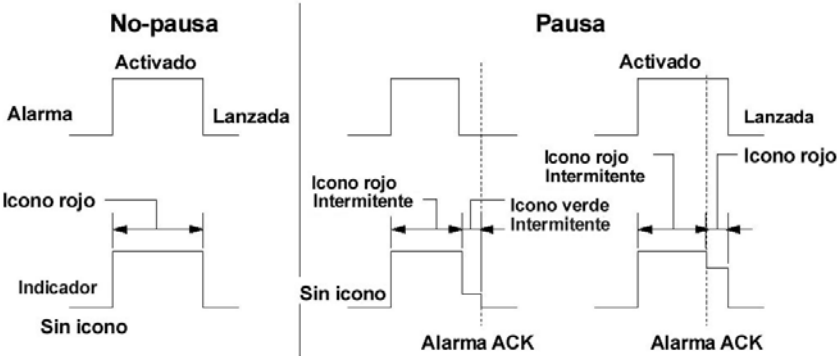 No-pausa
Activado
Alarma
Lanzada
Icono rojo
Indicador
Sin icono
Pausa
Activado
Lanzada
Icono rojo
Intermitente
Icono verde
Intermitente
Icono rojo
Intermitente
Icono rojo
Sin icono
Alarma ACK
Alarma ACK